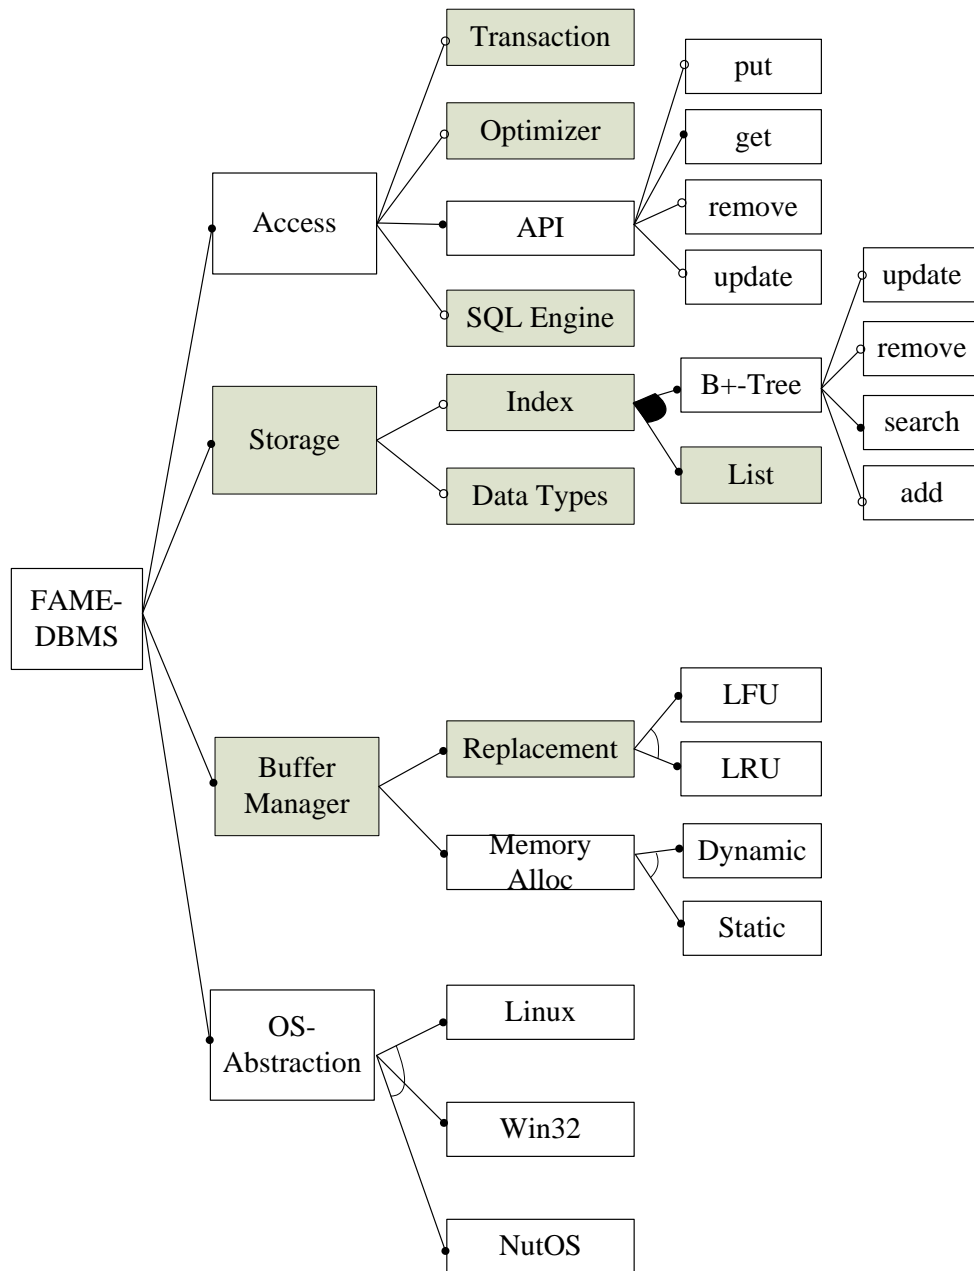 Transaction
put
Optimizer
get
Access
API
remove
update
update
SQL Engine
remove
Index
B+-Tree
Storage
search
List
Data Types
add
FAME-
DBMS
LFU
Replacement
Buffer
Manager
LRU
Memory
Alloc
Dynamic
Static
Linux
OS-
Abstraction
Win32
NutOS